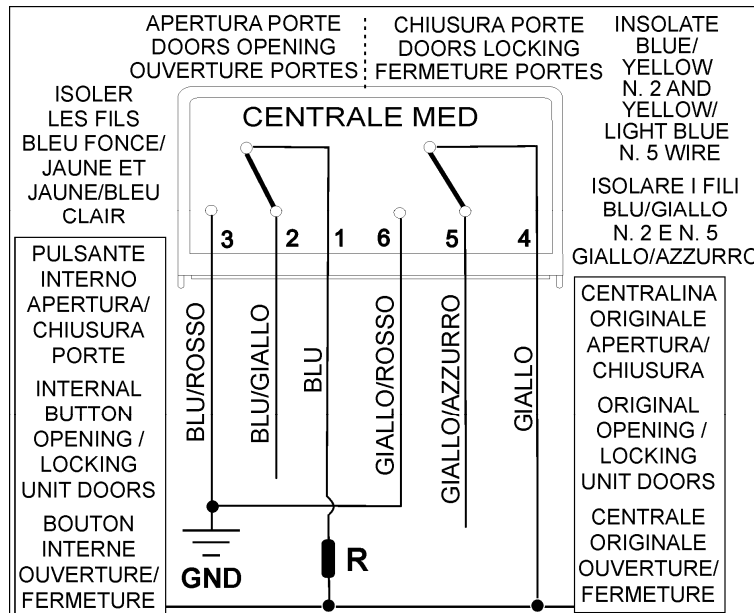 APERTURA PORTE
DOORS OPENING
OUVERTURE PORTES
CHIUSURA PORTE
DOORS LOCKING
FERMETURE PORTES
INSOLATE
BLUE/
YELLOW
N. 2 AND
YELLOW/
LIGHT BLUE
N. 5 WIRE
ISOLER
LES FILS
BLEU FONCE/
JAUNE ET
JAUNE/BLEU
CLAIR
CENTRALE MED
ISOLARE I FILI
BLU/GIALLO
N. 2 E N. 5
GIALLO/AZZURRO
3 2 1 6 5 4
PULSANTE
INTERNO
APERTURA/
CHIUSURA
PORTE
INTERNAL
BUTTON
OPENING /
LOCKING
UNIT DOORS
BOUTON
INTERNE
OUVERTURE/
FERMETURE
BLU/ROSSO
BLU/GIALLO
BLU
GIALLO/ROSSO
GIALLO/AZZURRO
GIALLO
GND
R
CENTRALINA
ORIGINALE
APERTURA/
CHIUSURA
ORIGINAL
OPENING /
LOCKING
UNIT DOORS
CENTRALE
ORIGINALE
OUVERTURE/
FERMETURE